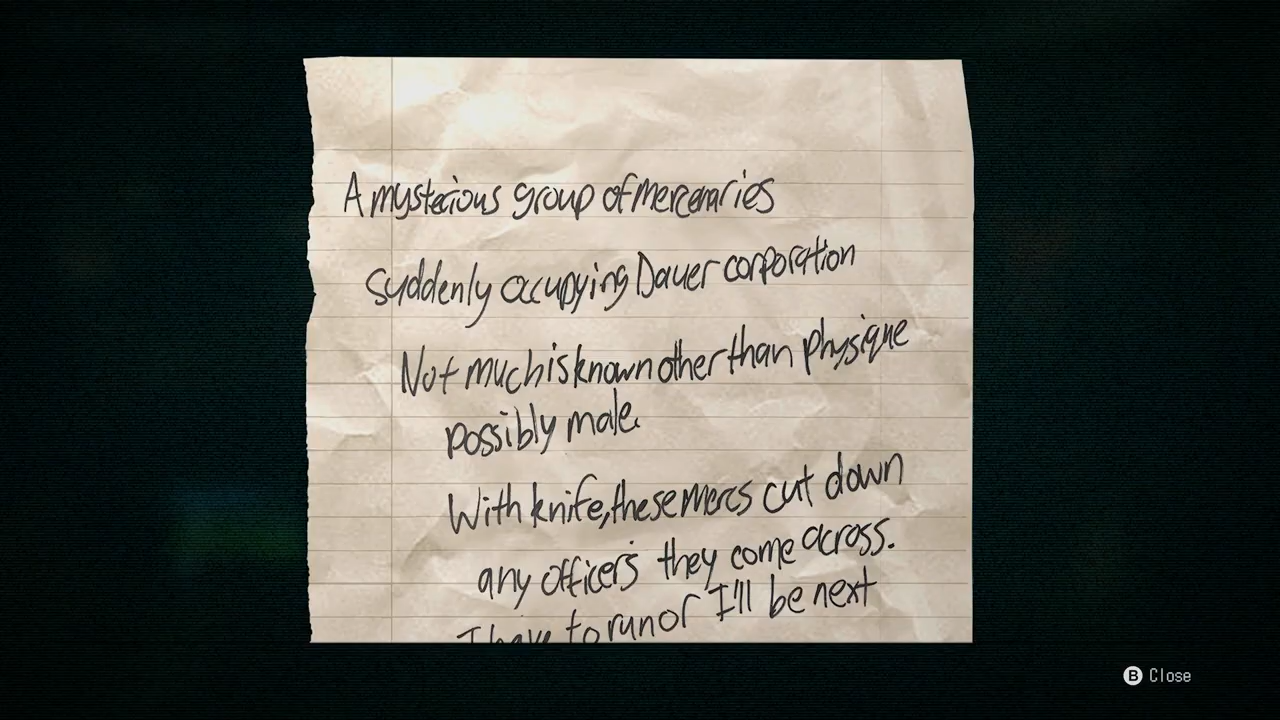 A mysterious group of mercenaries
Suddenly occupying Dauer corporation
Not much is known other than physique
possibly male.
With knife, these mercs cut down
any officers they come across.
I have to run or I'll be next
B Close